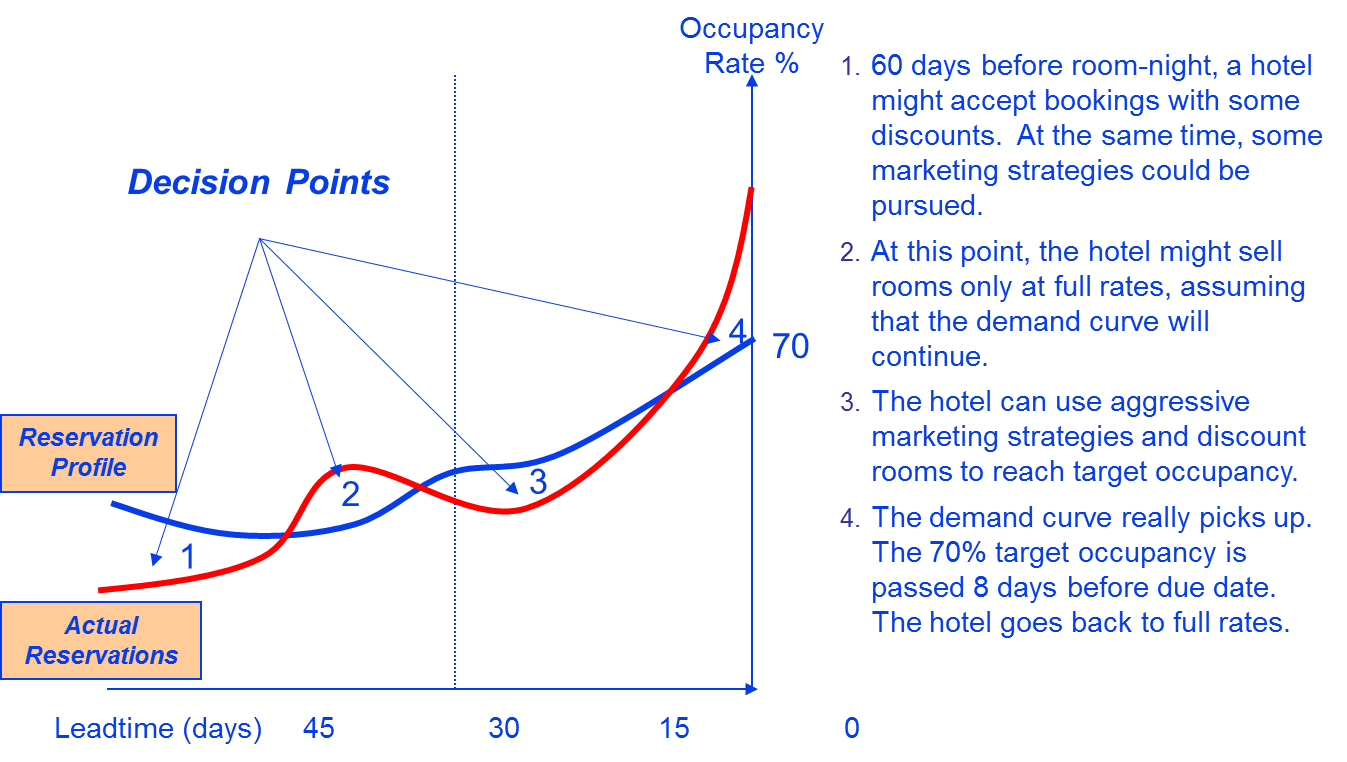 Occupancy
Rate %
Decision Points
Reservation
Profile
Actual
Reservations
1
2
3
4
70
Leadtime (days) 45 30 15 0
1. 60 days before room-night, a hotel
might accept bookings with some
discounts. At the same time, some
marketing strategies could be
pursued.
2. At this point, the hotel might sell
rooms only at full rates, assuming
that the demand curve will
continue.
3. The hotel can use aggressive
marketing strategies and discount
rooms to reach target occupancy.
4. The demand curve really picks up.
The 70% target occupancy is
passed 8 days before due date.
The hotel goes back to full rates.